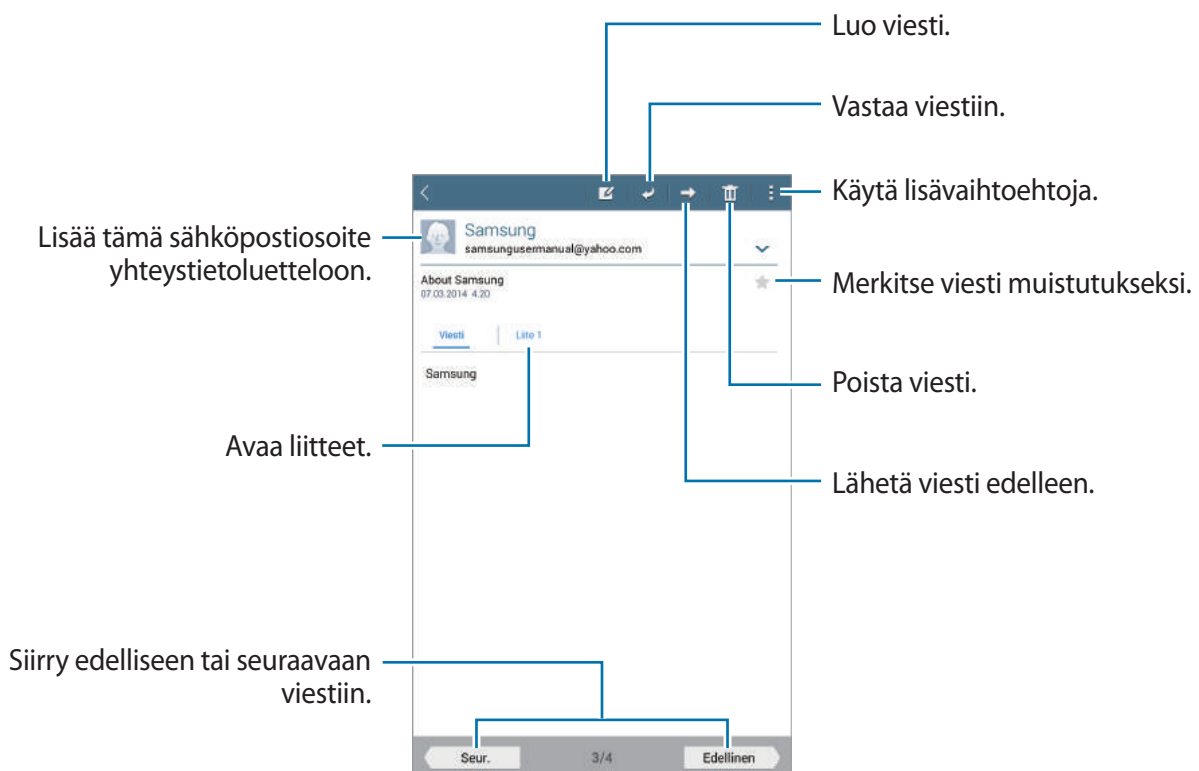 Luo viesti.
Vastaa viestiin.
Käytä lisävaihtoehtoja.
Lisää tämä sähköpostiosoite
yhteystietoluetteloon.
Samsung
samsungusermanual@yahoo.com
About Samsung
07.03.2014 4.20
Merkitse viesti muistutukseksi.
Viesti
Liite 1
Samsung
Poista viesti.
Avaa liitteet.
Lähetä viesti edelleen.
Siirry edelliseen tai seuraavaan
viestiin.
Seur.
3/4
Edellinen